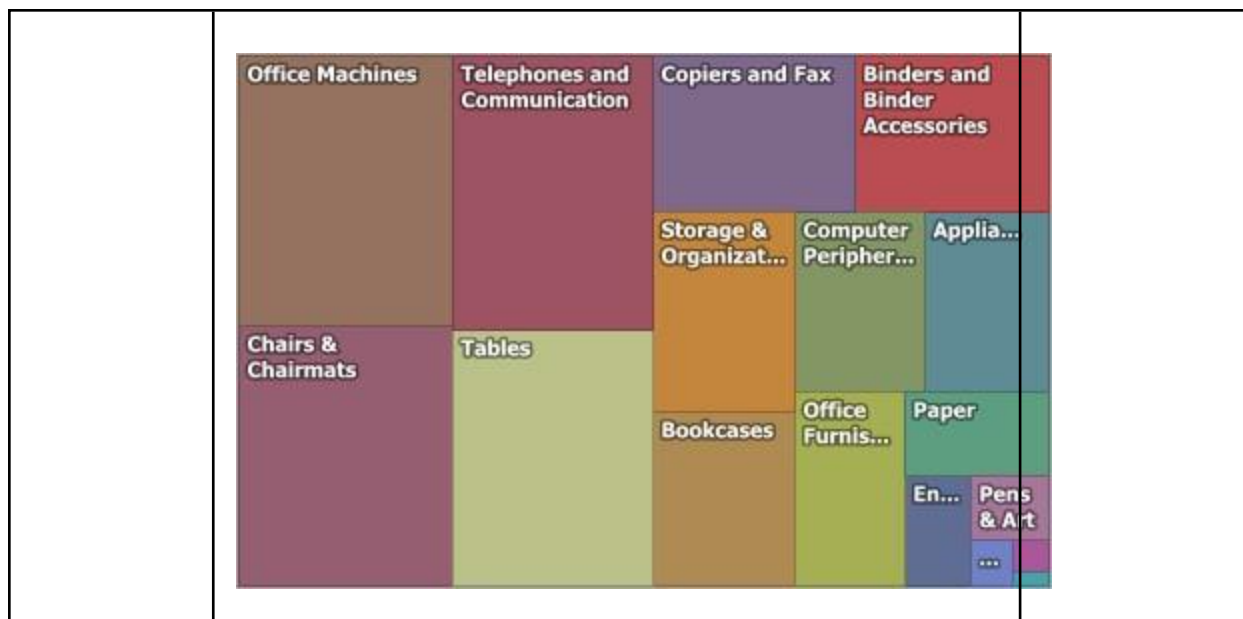 Office Machines
Telephones and
Communication
Copiers and Fax
Binders and
Binder
Accessories
Storage &
Organizat...
Computer
Peripher...
Applia...
Chairs &
Chairmats
Tables
Bookcases
Office
Furnis...
Paper
En...
Pens
& Art
...